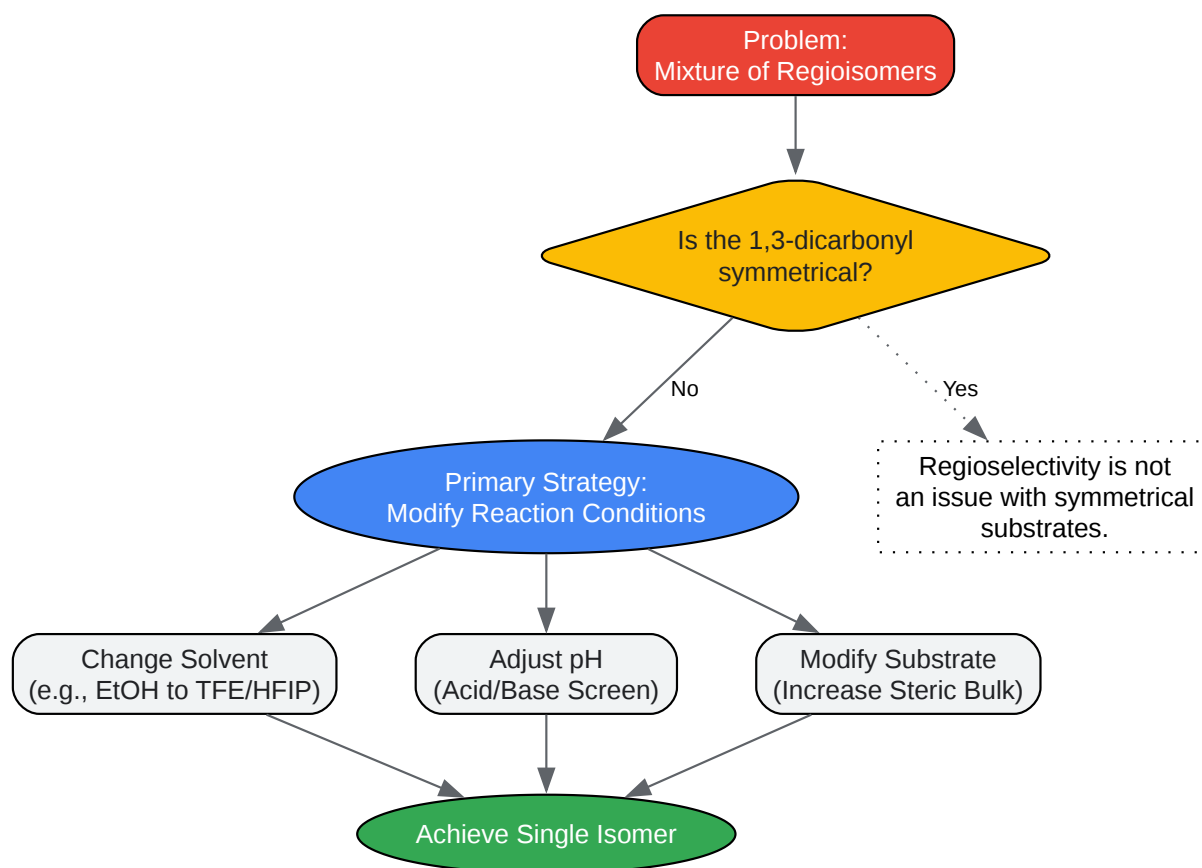 Problem:
Mixture of Regioisomers
Is the 1,3-dicarbonyl
symmetrical?
No
Yes
Primary Strategy:
Modify Reaction Conditions
Regioselectivity is not
an issue with symmetrical
substrates.
Change Solvent
(e.g., EtOH to TFE/HFIP)
Adjust pH
(Acid/Base Screen)
Modify Substrate
(Increase Steric Bulk)
Achieve Single Isomer